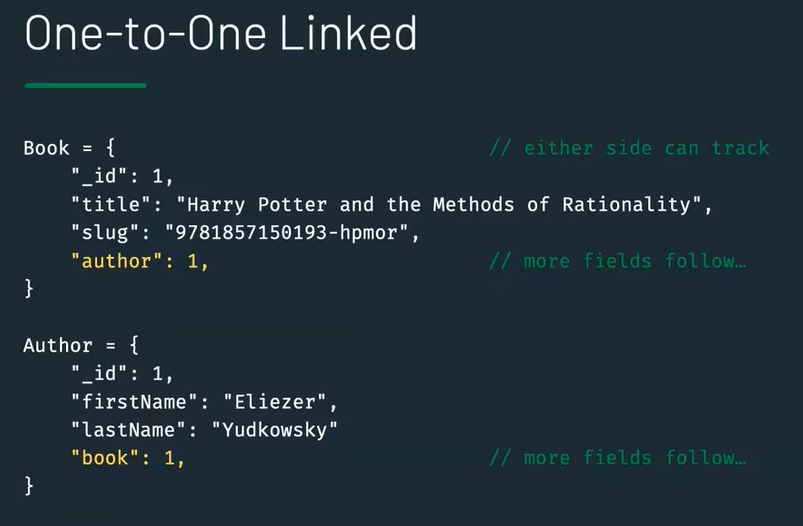 One-to-One Linked
Book = { // either side can track
"_id": 1,
"title": "Harry Potter and the Methods of Rationality",
"slug": "9781857150193-hpmor",
"author": 1, // more fields follow…
}
Author = {
"_id": 1,
"firstName": "Eliezer",
"lastName": "Yudkowsky"
"book": 1, // more fields follow…
}